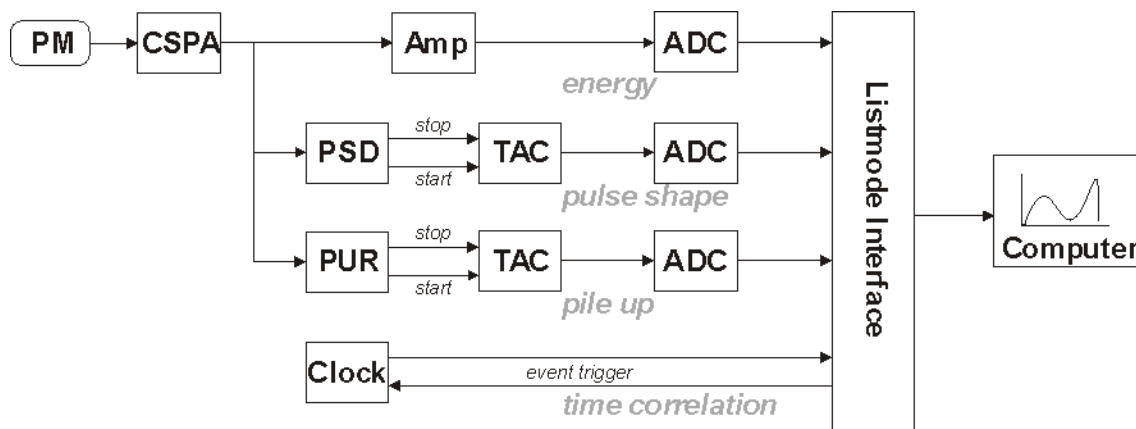 PM
CSPA
Amp
ADC
energy
PSD
stop
start
TAC
ADC
pulse shape
PUR
stop
start
TAC
ADC
pile up
Clock
event trigger
time correlation
Listmode Interface
Computer